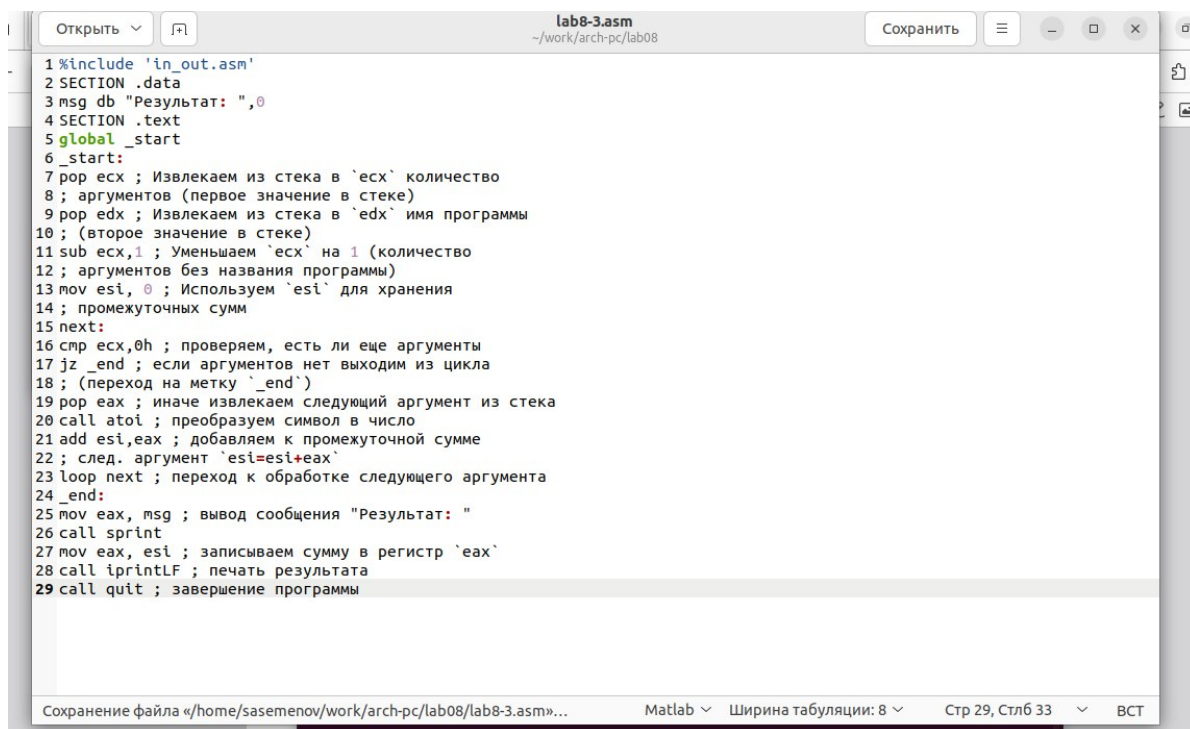 Открыть
lab8-3.asm
~/work/arch-pc/lab08
Сохранить
1 %include 'in_out.asm'
2 SECTION .data
3 msg db "Результат: ",0
4 SECTION .text
5 global _start
6 _start:
7 pop ecx ; Извлекаем из стека в `ecx` количество
8 ; аргументов (первое значение в стеке)
9 pop edx ; Извлекаем из стека в `edx` имя программы
10 ; (второе значение в стеке)
11 sub ecx,1 ; Уменьшаем `ecx` на 1 (количество
12 ; аргументов без названия программы)
13 mov esi, 0 ; Используем `esi` для хранения
14 ; промежуточных сумм
15 next:
16 cmp ecx,0h ; проверяем, есть ли еще аргументы
17 jz _end ; если аргументов нет выходим из цикла
18 ; (переход на метку `_end`)
19 pop eax ; иначе извлекаем следующий аргумент из стека
20 call atoi ; преобразуем символ в число
21 add esi,eax ; добавляем к промежуточной сумме
22 ; след. аргумент `esi=esi+eax`
23 loop next ; переход к обработке следующего аргумента
24 _end:
25 mov eax, msg ; вывод сообщения "Результат: "
26 call sprint
27 mov eax, esi ; записываем сумму в регистр `eax`
28 call iprintLF ; печать результата
29 call quit ; завершение программы
Сохранение файла «/home/sasemenov/work/arch-pc/lab08/lab8-3.asm»... Matlab Ширина табуляции: 8 Стр 29, Стлб 33 ВСТ